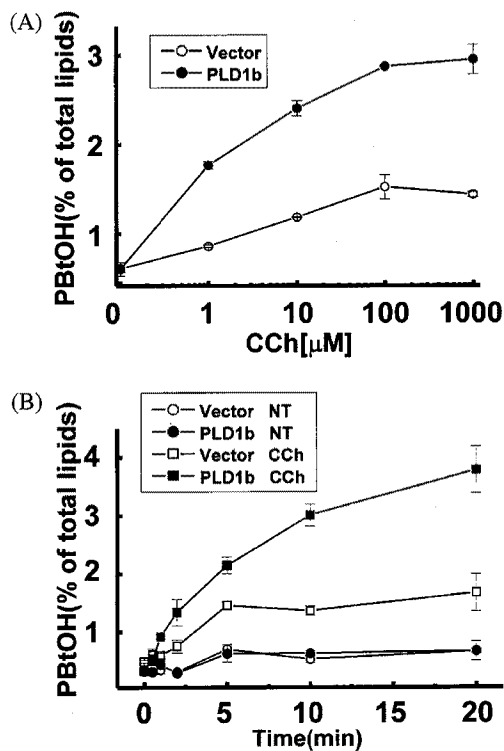 (A)
Vector
PLD1b
PBtOH(% of total lipids)
3
2
1
0
1
10
100
1000
CCh[µM]
(B)
Vector NT
PLD1b NT
Vector CCh
PLD1b CCh
PBtOH(% of total lipids)
4
3
2
1
0
5
10
15
20
Time(min)